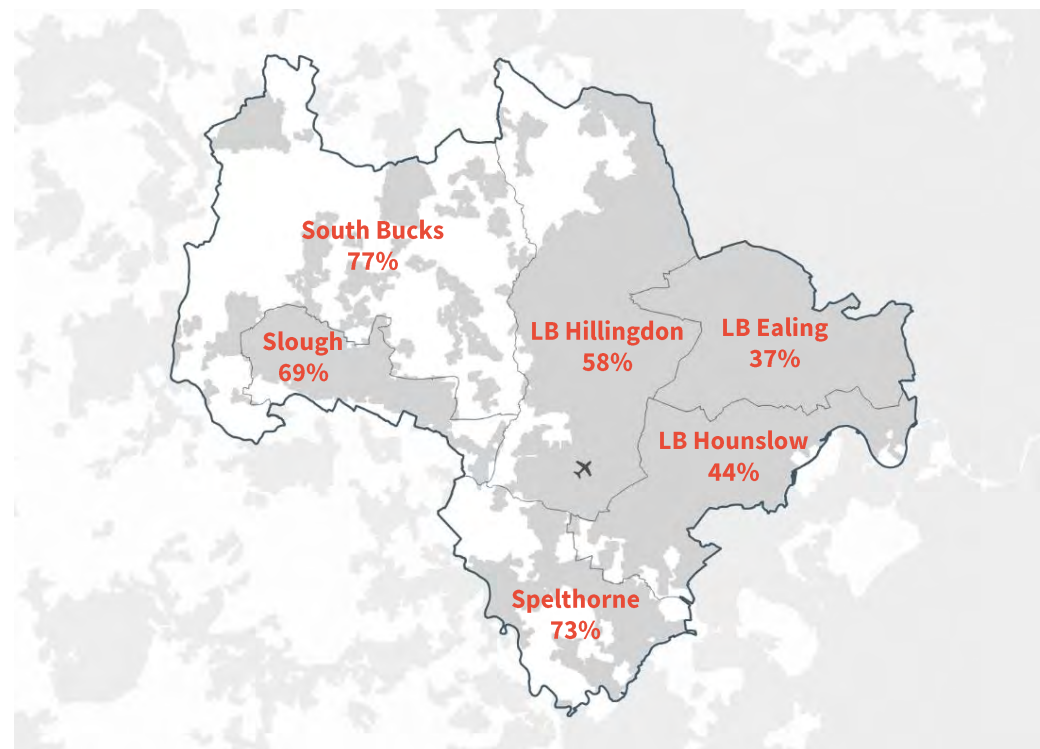 South Bucks
77%
Slough
69%
LB Hillingdon
58%
LB Ealing
37%
LB Hounslow
44%
Spelthorne
73%